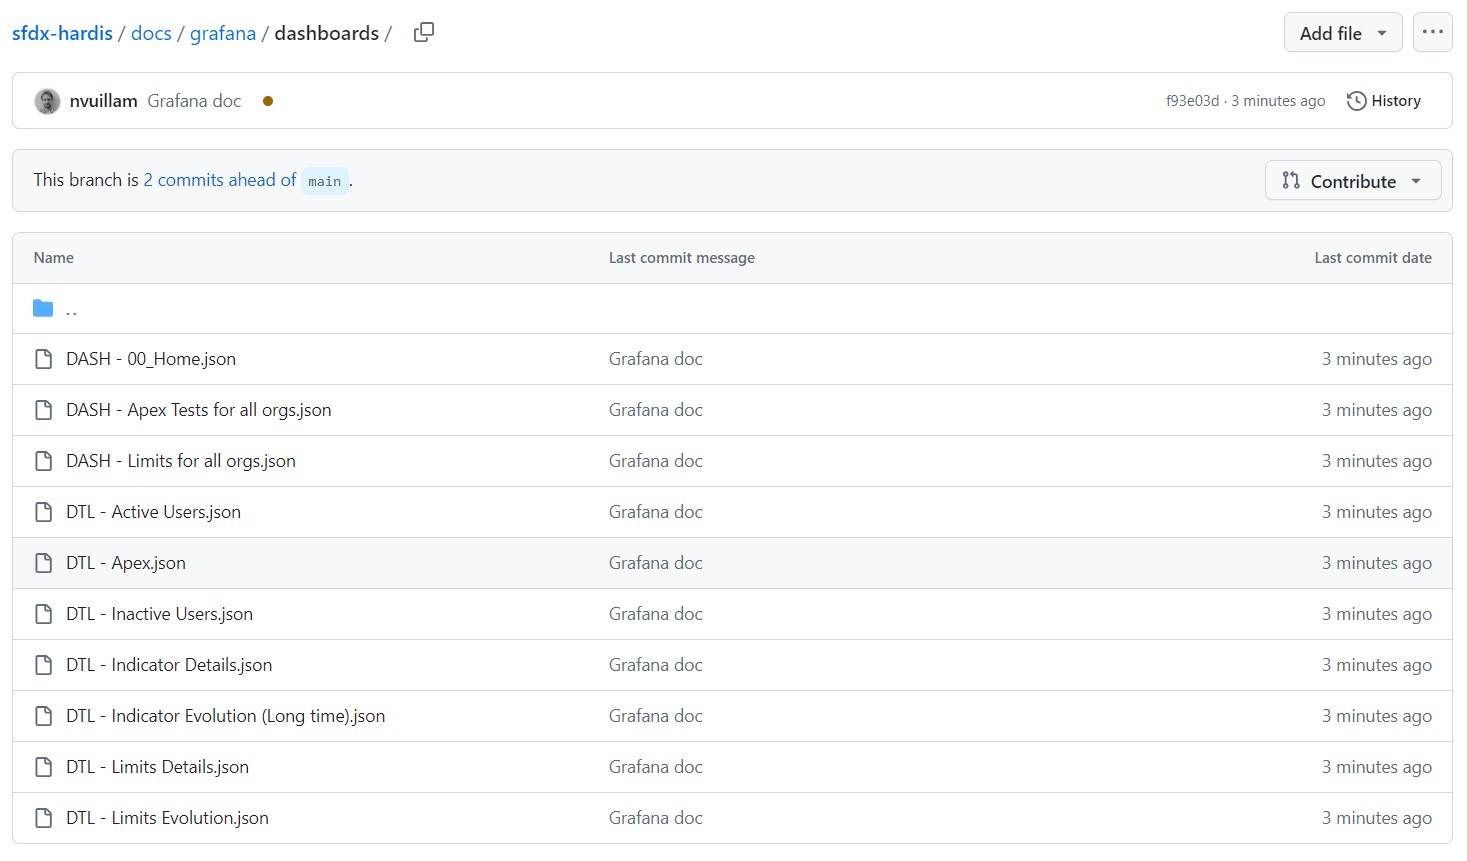 sfdx-hardis / docs / grafana / dashboards /
Add file
nvuillam Grafana doc
f93e03d · 3 minutes ago
History
This branch is 2 commits ahead of main.
Contribute
Name Last commit message Last commit date
..
DASH - 00_Home.json Grafana doc 3 minutes ago
DASH - Apex Tests for all orgs.json Grafana doc 3 minutes ago
DASH - Limits for all orgs.json Grafana doc 3 minutes ago
DTL - Active Users.json Grafana doc 3 minutes ago
DTL - Apex.json Grafana doc 3 minutes ago
DTL - Inactive Users.json Grafana doc 3 minutes ago
DTL - Indicator Details.json Grafana doc 3 minutes ago
DTL - Indicator Evolution (Long time).json Grafana doc 3 minutes ago
DTL - Limits Details.json Grafana doc 3 minutes ago
DTL - Limits Evolution.json Grafana doc 3 minutes ago